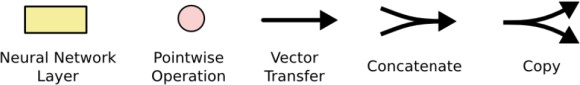 Neural Network
Layer
Pointwise
Operation
Vector
Transfer
Concatenate
Copy